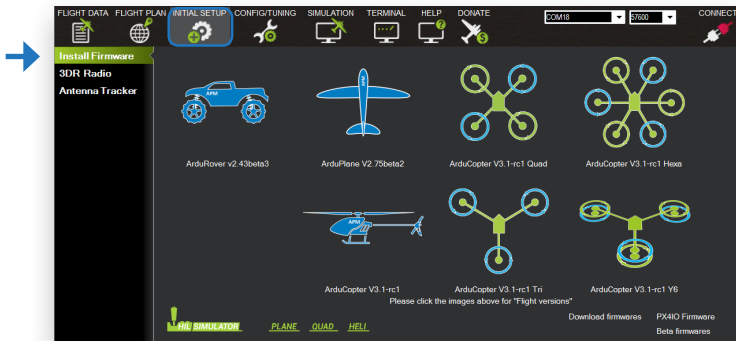 FLIGHT DATA FLIGHT PLAN INITIAL SETUP CONFIG/TUNING SIMULATION TERMINAL HELP DONATE COM18 57600 CONNECT
Install Firmware
3DR Radio
Antenna Tracker
APM
ArduRover v2.43beta3 ArduPlane V2.75beta2 ArduCopter V3.1-rc1 Quad ArduCopter V3.1-rc1 Hexa
APM
ArduCopter V3.1-rc1 ArduCopter V3.1-rc1 Tri ArduCopter V3.1-rc1 Y6
Please click the images above for "Flight versions"
Download firmwares PX4IO Firmware
HIL SIMULATOR PLANE QUAD HELI
Beta firmwares